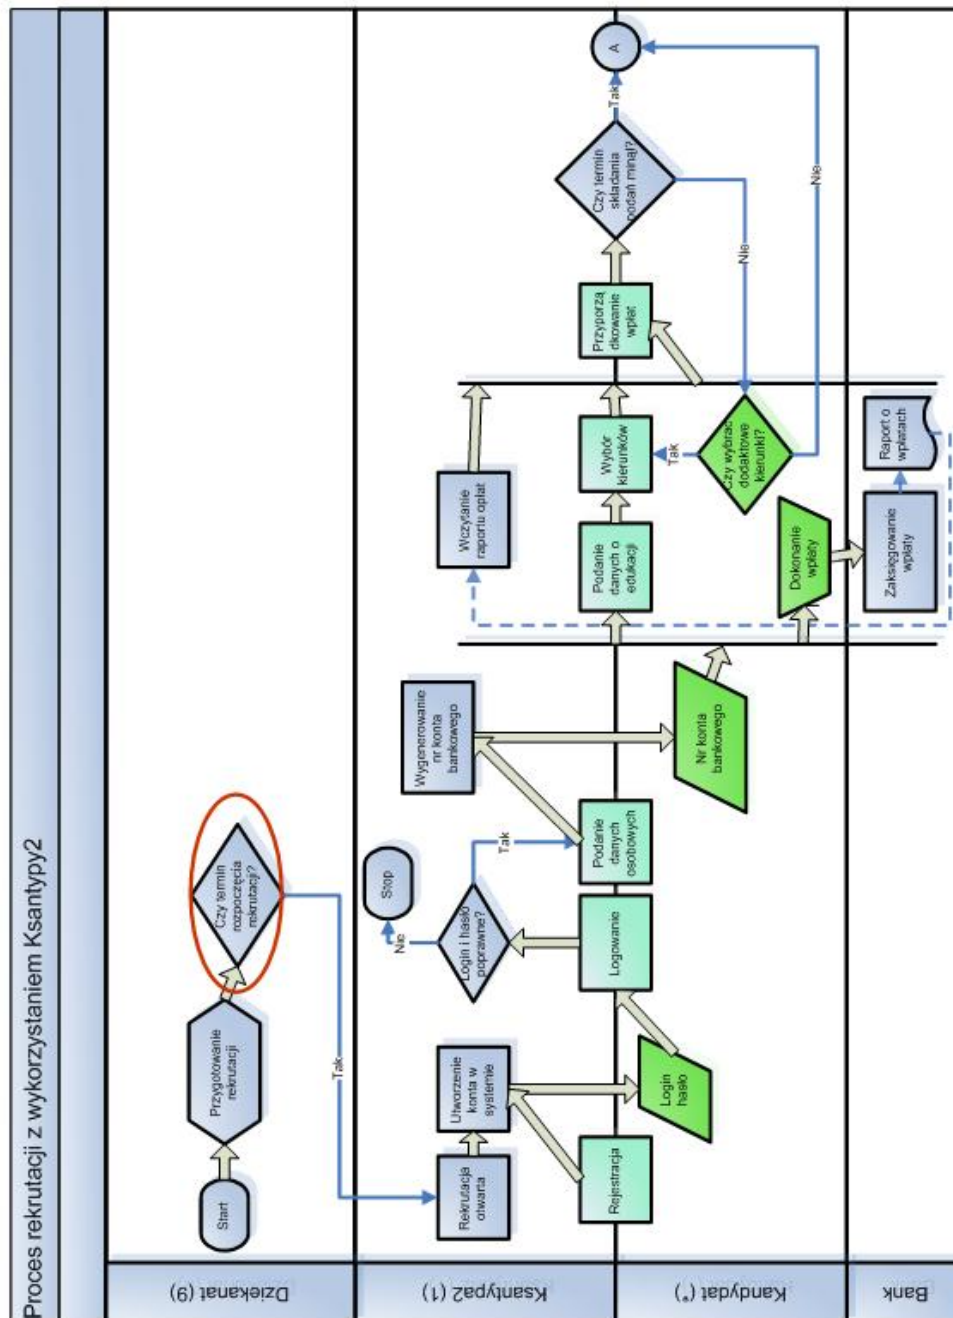 Proces rekrutacji z wykorzystaniem Ksantypy2
Dziekanat (9)
Start
Przygotowanie
rekrutacji
Czy termin
rozpoczęcia
rekrutacji?
Tak
Ksantypa2 (1)
Rekrutacja
otwarta
Utworzenie
konta w
systemie
Login i hasło
poprawne?
Nie
Stop
Tak
Wygenerowanie
nr konta
bankowego
Wczytanie
raportu opłat
Rejestracja
Logowanie
Podanie
danych
osobowych
Podanie
danych o
edukacji
Wybór
kierunków
Przyporzą
dkowanie
wpłat
Czy termin
składania
podań minął?
Tak
A
Kandydat (*)
Login
hasło
Nr konta
bankowego
Tak
Czy wybrać
dodaktowe
kierunki?
Nie
Nie
Dokonanie
wpłaty
Bank
Zaksięgowanie
wpłaty
Raport o
wpłatach